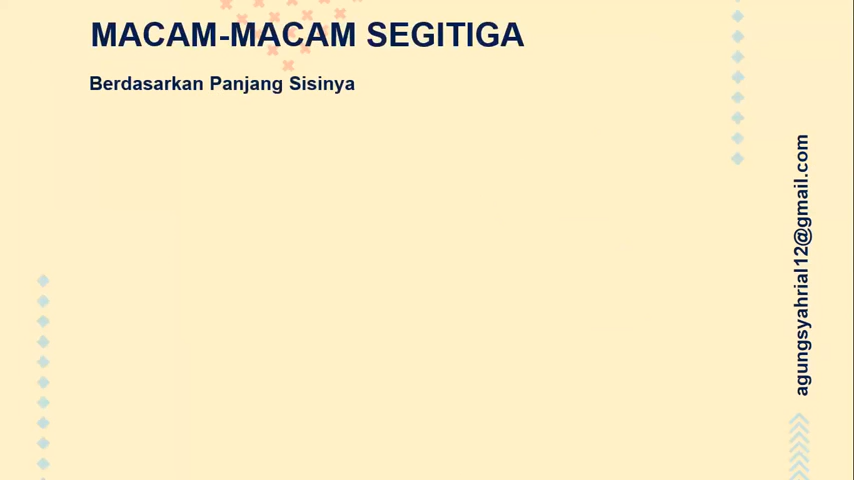 MACAM-MACAM SEGITIGA
Berdasarkan Panjang Sisinya
agungsyahrial12@gmail.com